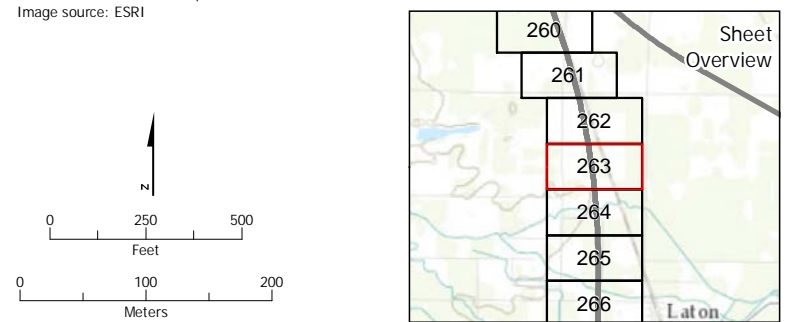 Image source: ESRI
N
0 250 500
Feet
0 100 200
Meters
Sheet
Overview
260
261
262
263
264
265
266
Laton